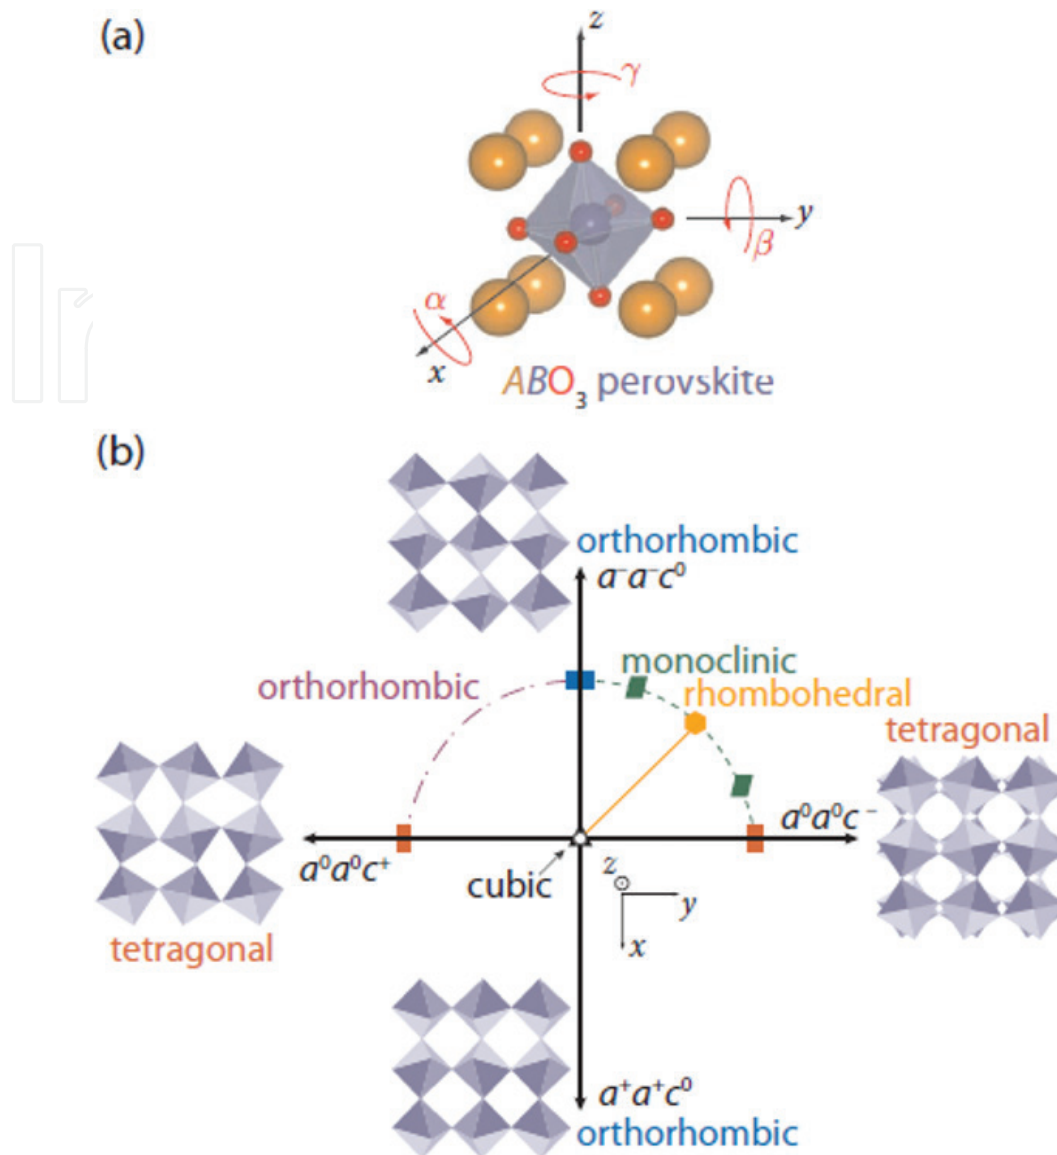 (a)
z
γ
y
β
α
x
ABO₃ perovskite
(b)
orthorhombic
a⁻a⁻c⁰
monoclinic
orthorhombic
rhombohedral
tetragonal
a⁰a⁰c⁻
a⁰a⁰c⁺
cubic
z
y
x
tetragonal
a⁺a⁺c⁰
orthorhombic